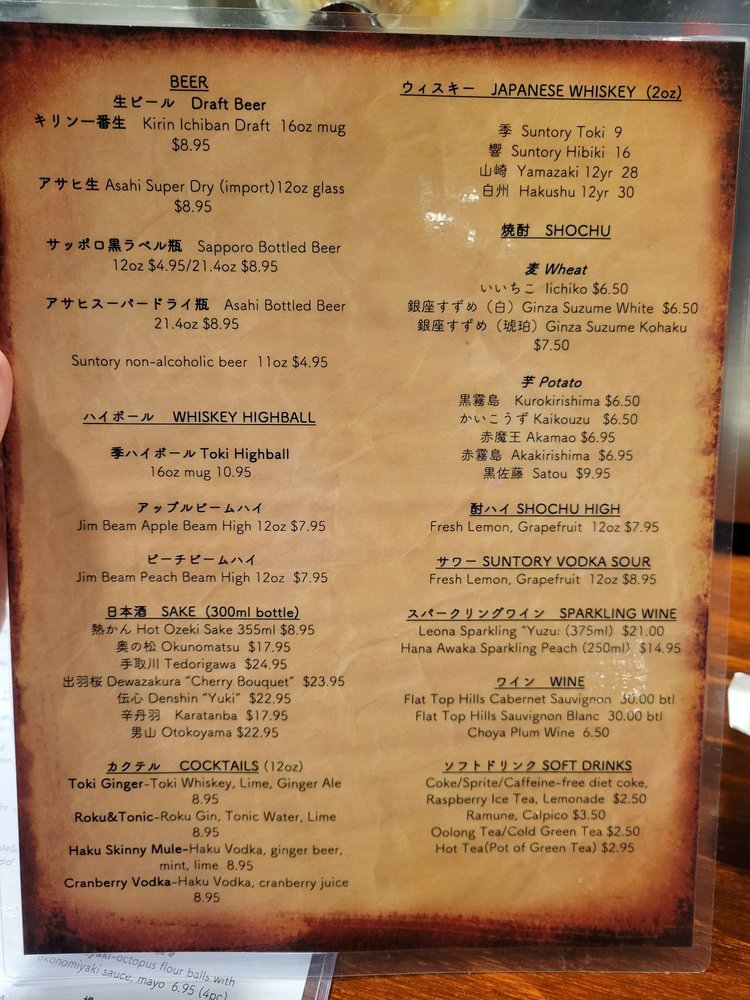 BEER
生ビール Draft Beer
キリン一番生 Kirin Ichiban Draft 16oz mug
$8.95
アサヒ生 Asahi Super Dry (import)12oz glass
$8.95
サッポロ黒ラベル瓶 Sapporo Bottled Beer
12oz $4.95/21.4oz $8.95
アサヒスーパードライ瓶 Asahi Bottled Beer
21.4oz $8.95
Suntory non-alcoholic beer 11oz $4.95
ハイボール WHISKEY HIGHBALL
季ハイボール Toki Highball
16oz mug 10.95
アップルビームハイ
Jim Beam Apple Beam High 12oz $7.95
ピーチビームハイ
Jim Beam Peach Beam High 12oz $7.95
日本酒 SAKE (300ml bottle)
熱かん Hot Ozeki Sake 355ml $8.95
奥の松 Okunomatsu $17.95
手取川 Tedorigawa $24.95
出羽桜 Dewazakura "Cherry Bouquet" $23.95
伝心 Denshin "Yuki" $22.95
辛丹羽 Karatanba $17.95
男山 Otokoyama $22.95
カクテル COCKTAILS (12oz)
Toki Ginger-Toki Whiskey, Lime, Ginger Ale
8.95
Roku&Tonic-Roku Gin, Tonic Water, Lime
8.95
Haku Skinny Mule-Haku Vodka, ginger beer,
mint, lime 8.95
Cranberry Vodka-Haku Vodka, cranberry juice
8.95
ウィスキー JAPANESE WHISKEY (2oz)
季 Suntory Toki 9
響 Suntory Hibiki 16
山崎 Yamazaki 12yr 28
白州 Hakushu 12yr 30
焼酎 SHOCHU
麦 Wheat
いいちこ Iichiko $6.50
銀座すずめ（白）Ginza Suzume White $6.50
銀座すずめ（琥珀）Ginza Suzume Kohaku
$7.50
芋 Potato
黒霧島 Kurokirishima $6.50
かいこうず Kaikouzu $6.50
赤魔王 Akamao $6.95
赤霧島 Akakirishima $6.95
黒佐藤 Satou $9.95
酎ハイ SHOCHU HIGH
Fresh Lemon, Grapefruit 12oz $7.95
サワー SUNTORY VODKA SOUR
Fresh Lemon, Grapefruit 12oz $8.95
スパークリングワイン SPARKLING WINE
Leona Sparkling "Yuzu: (375ml) $21.00
Hana Awaka Sparkling Peach (250ml) $14.95
ワイン WINE
Flat Top Hills Cabernet Sauvignon 30.00 btl
Flat Top Hills Sauvignon Blanc 30.00 btl
Choya Plum Wine 6.50
ソフトドリンク SOFT DRINKS
Coke/Sprite/Caffeine-free diet coke,
Raspberry Ice Tea, Lemonade $2.50
Ramune, Calpico $3.50
Oolong Tea/Cold Green Tea $2.50
Hot Tea(Pot of Green Tea) $2.95
octopus flour balls with
okonomiyaki sauce, mayo 6.95 (4pc)